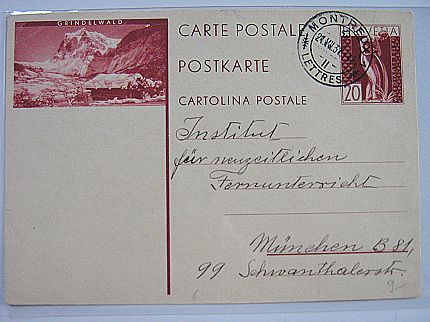 GRINDELWALD
CARTE POSTALE
POSTKARTE
CARTOLINA POSTALE
MONTREUX
LETTRES
HELVETIA
20
Institut
für neuzeitlichen
Fernunterricht
München B 81,
99 Schwanthalerstr.